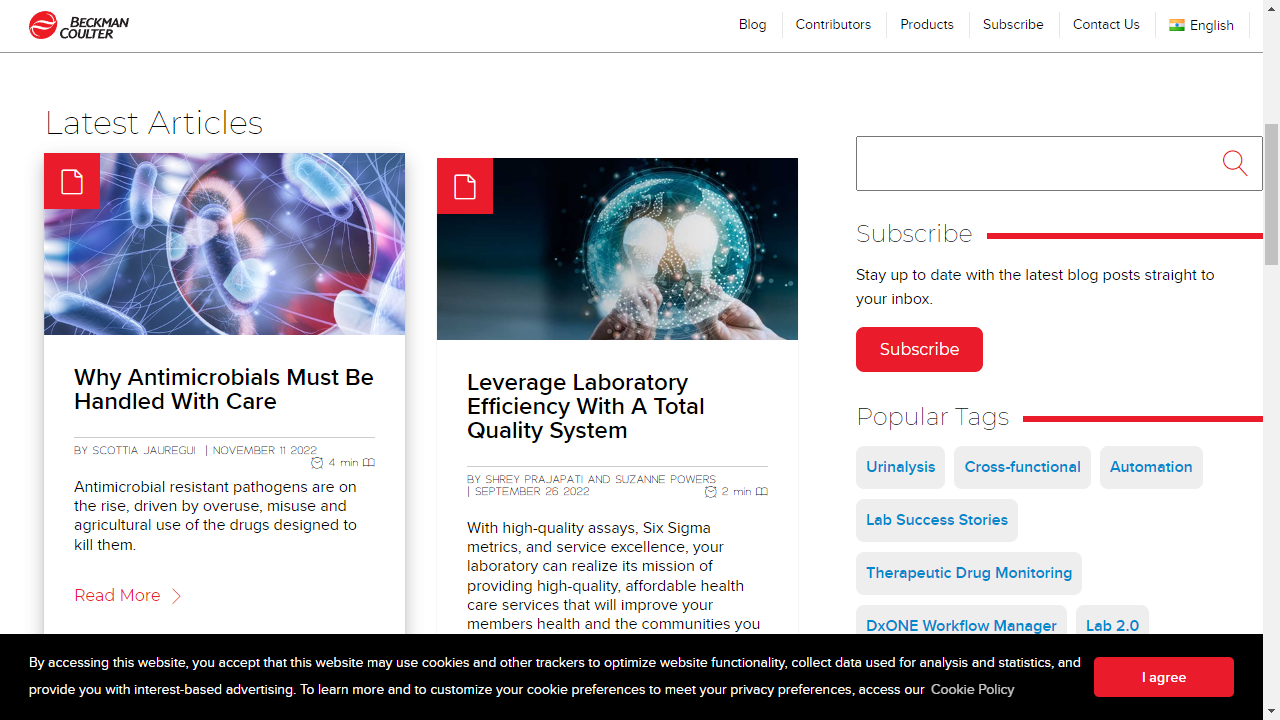 BECKMAN
COULTER
Blog
Contributors
Products
Subscribe
Contact Us
English
Latest Articles
Why Antimicrobials Must Be
Handled With Care
BY SCOTTIA JAUREGUI | NOVEMBER 11 2022
4 min
Antimicrobial resistant pathogens are on
the rise, driven by overuse, misuse and
agricultural use of the drugs designed to
kill them.
Read More
Leverage Laboratory
Efficiency With A Total
Quality System
BY SHREY PRAJAPATI AND SUZANNE POWERS
| SEPTEMBER 26 2022
2 min
With high-quality assays, Six Sigma
metrics, and service excellence, your
laboratory can realize its mission of
providing high-quality, affordable health
care services that will improve your
members health and the communities you
Subscribe
Stay up to date with the latest blog posts straight to
your inbox.
Subscribe
Popular Tags
Urinalysis
Cross-functional
Automation
Lab Success Stories
Therapeutic Drug Monitoring
DxONE Workflow Manager
Lab 2.0
By accessing this website, you accept that this website may use cookies and other trackers to optimize website functionality, collect data used for analysis and statistics, and
provide you with interest-based advertising. To learn more and to customize your cookie preferences to meet your privacy preferences, access our Cookie Policy
I agree